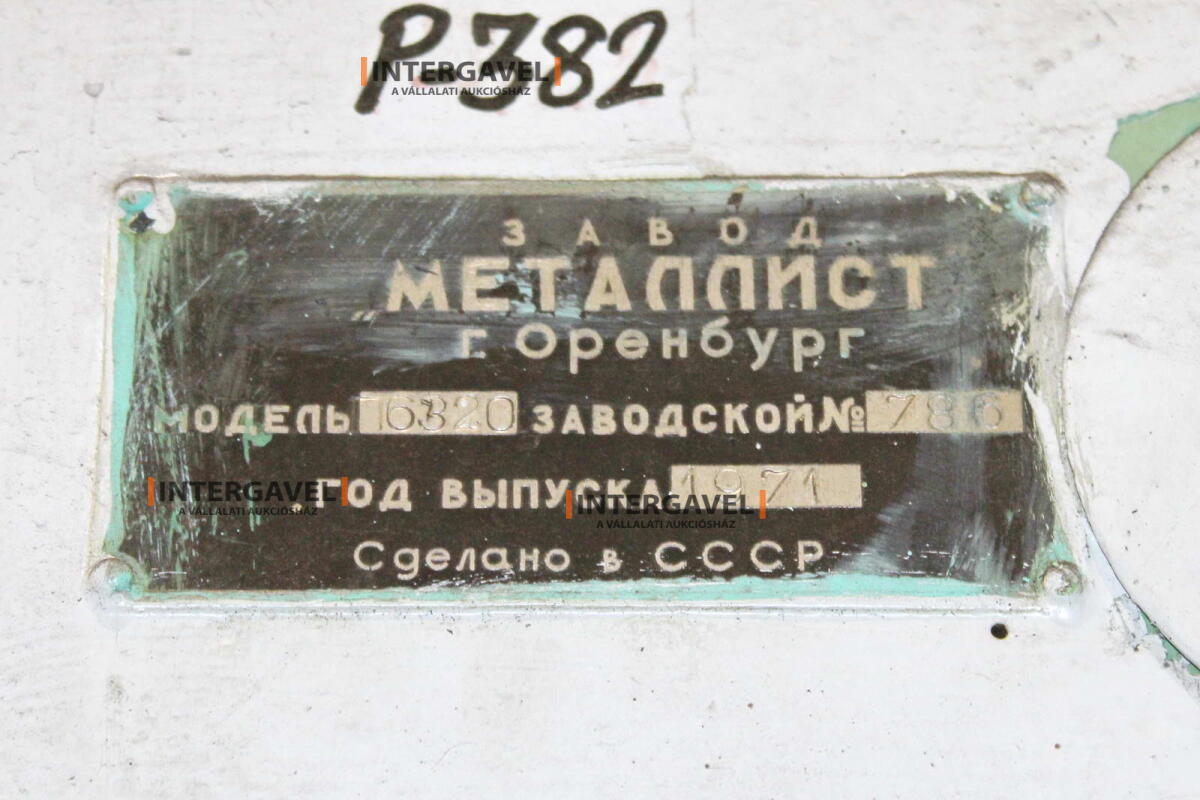 P-382
INTERGAVEL
A VÁLLALATI AUKCIÓSHÁZ
ЗАВОД
„МЕТАЛЛИСТ
г. Оренбург
МОДЕЛЬ 6320 ЗАВОДСКОЙ № 786
ГОД ВЫПУСКА 1971
INTERGAVEL
A VÁLLALATI AUKCIÓSHÁZ
INTERGAVEL
A VÁLLALATI AUKCIÓSHÁZ
Сделано в СССР